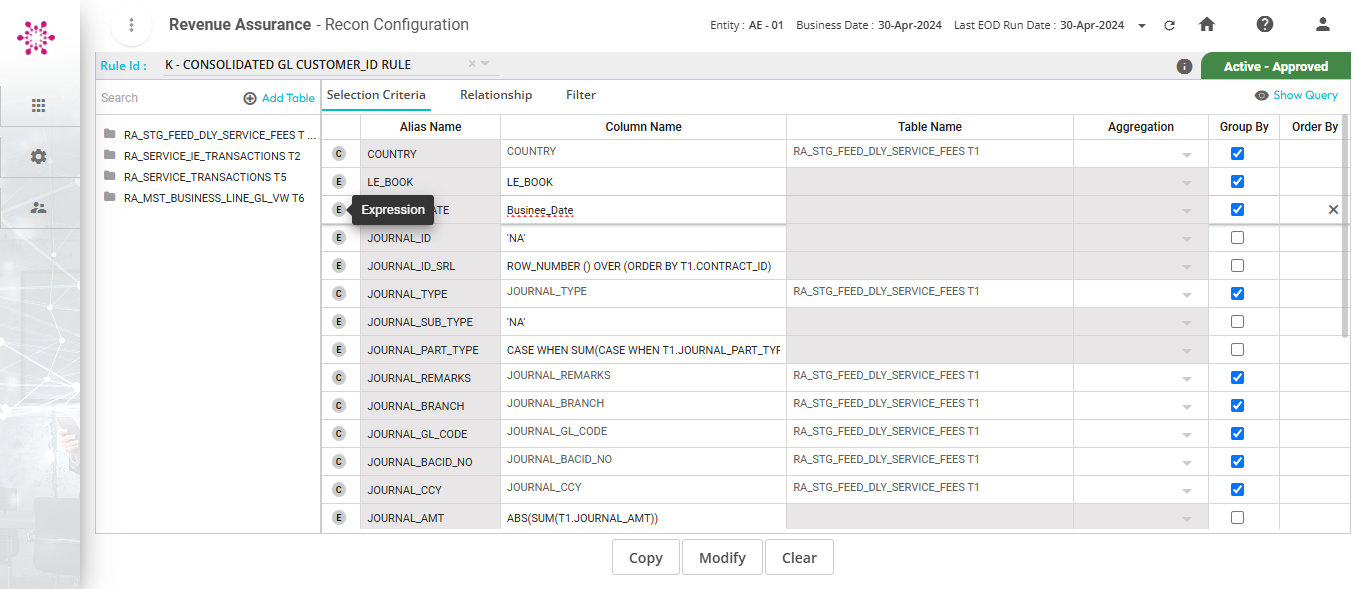 Revenue Assurance - Recon Configuration
Entity : AE - 01 Business Date : 30-Apr-2024 Last EOD Run Date : 30-Apr-2024
Rule Id : K - CONSOLIDATED GL CUSTOMER_ID RULE
Active - Approved
Search Add Table
Selection Criteria Relationship Filter Show Query
RA_STG_FEED_DLY_SERVICE_FEES T ...
RA_SERVICE_IE_TRANSACTIONS T2
RA_SERVICE_TRANSACTIONS T5
RA_MST_BUSINESS_LINE_GL_VW T6
Alias Name Column Name Table Name Aggregation Group By Order By
C COUNTRY COUNTRY RA_STG_FEED_DLY_SERVICE_FEES T1
E LE_BOOK LE_BOOK
E Expression ATE Businee_Date
E JOURNAL_ID 'NA'
E JOURNAL_ID_SRL ROW_NUMBER () OVER (ORDER BY T1.CONTRACT_ID)
C JOURNAL_TYPE JOURNAL_TYPE RA_STG_FEED_DLY_SERVICE_FEES T1
E JOURNAL_SUB_TYPE 'NA'
E JOURNAL_PART_TYPE CASE WHEN SUM(CASE WHEN T1.JOURNAL_PART_TYP
C JOURNAL_REMARKS JOURNAL_REMARKS RA_STG_FEED_DLY_SERVICE_FEES T1
C JOURNAL_BRANCH JOURNAL_BRANCH RA_STG_FEED_DLY_SERVICE_FEES T1
C JOURNAL_GL_CODE JOURNAL_GL_CODE RA_STG_FEED_DLY_SERVICE_FEES T1
C JOURNAL_BACID_NO JOURNAL_BACID_NO RA_STG_FEED_DLY_SERVICE_FEES T1
C JOURNAL_CCY JOURNAL_CCY RA_STG_FEED_DLY_SERVICE_FEES T1
E JOURNAL_AMT ABS(SUM(T1.JOURNAL_AMT))
Copy Modify Clear